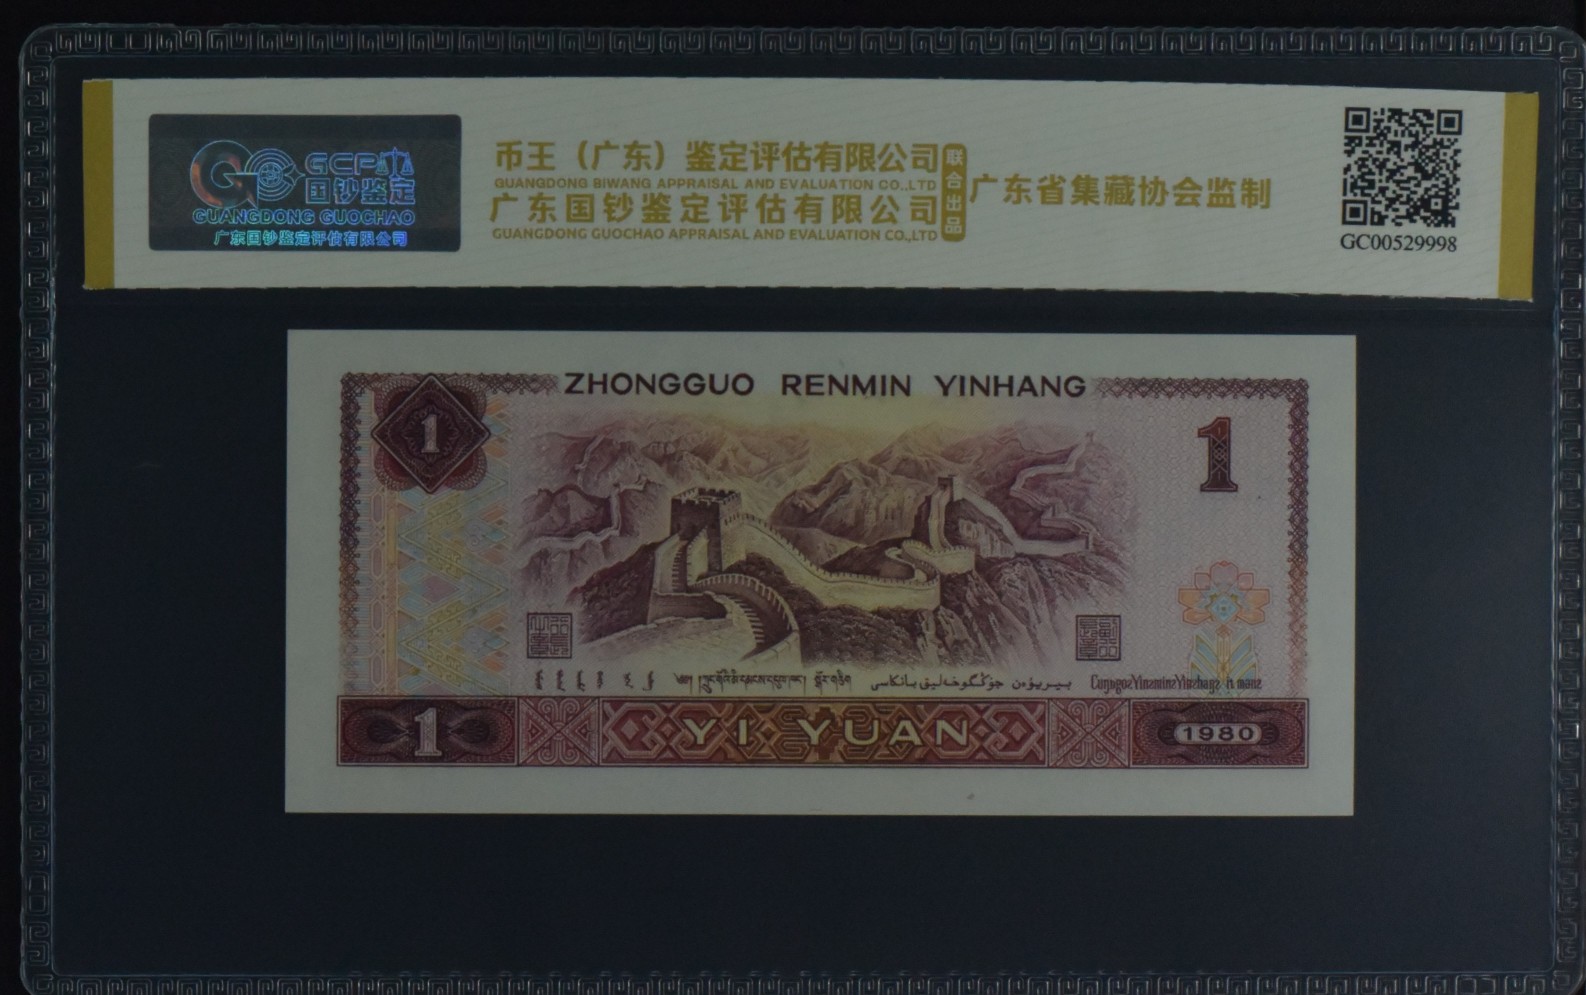 GCP
国钞鉴定
GUANGDONG GUOCHAO
广东国钞鉴定评估有限公司
币王（广东）鉴定评估有限公司
GUANGDONG BIWANG APPRAISAL AND EVALUATION CO.,LTD
广东国钞鉴定评估有限公司
GUANGDONG GUOCHAO APPRAISAL AND EVALUATION CO.,LTD
联合出品
广东省集藏协会监制
GC00529998
ZHONGGUO RENMIN YINHANG
1
1
1
YI YUAN
1980